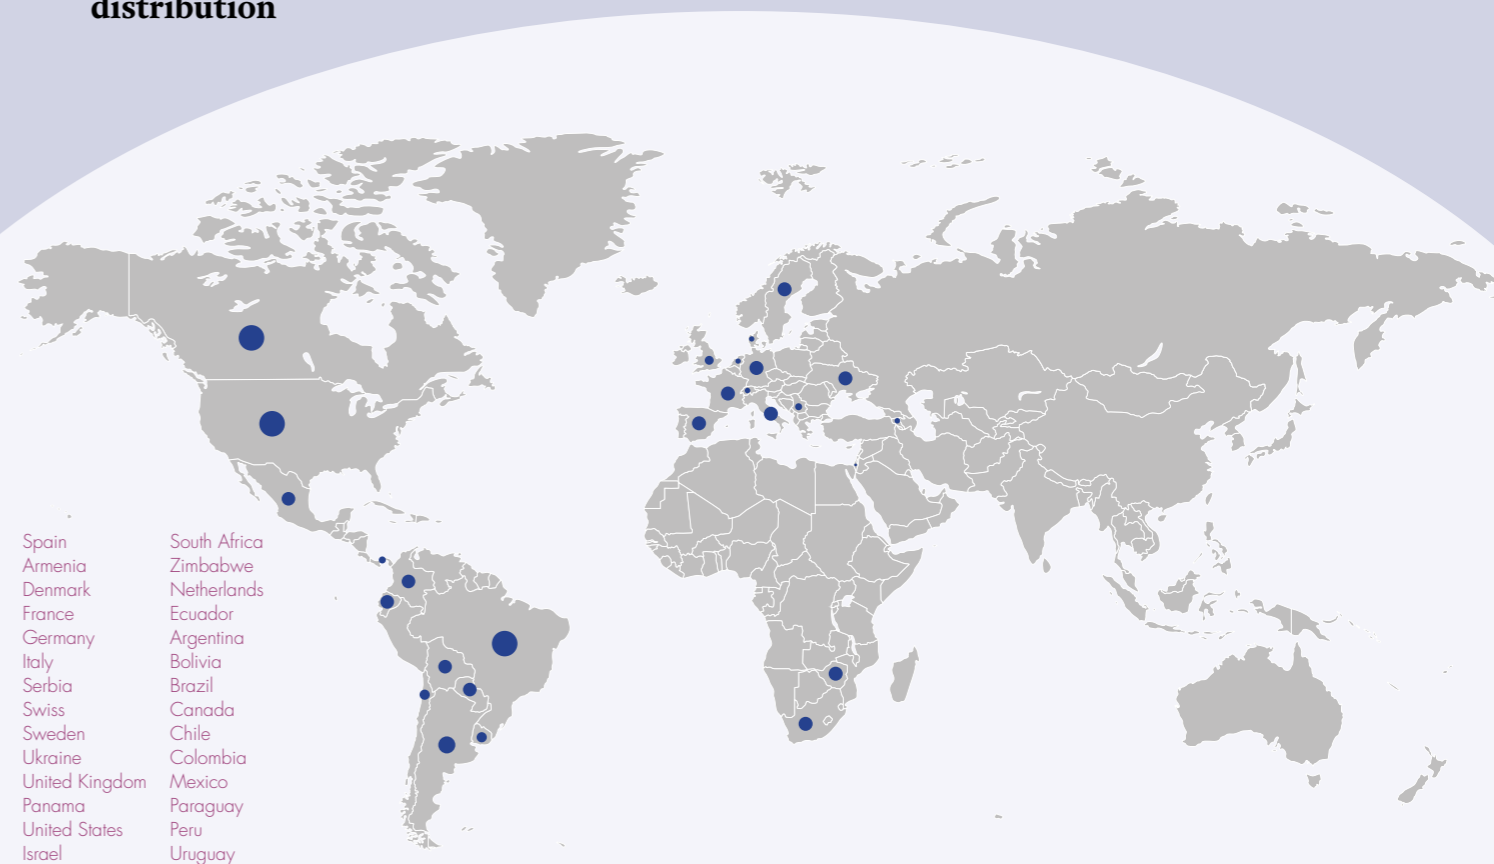 distribution
Spain
Armenia
Denmark
France
Germany
Italy
Serbia
Swiss
Sweden
Ukraine
United Kingdom
Panama
United States
Israel
South Africa
Zimbabwe
Netherlands
Ecuador
Argentina
Bolivia
Brazil
Canada
Chile
Colombia
Mexico
Paraguay
Peru
Uruguay